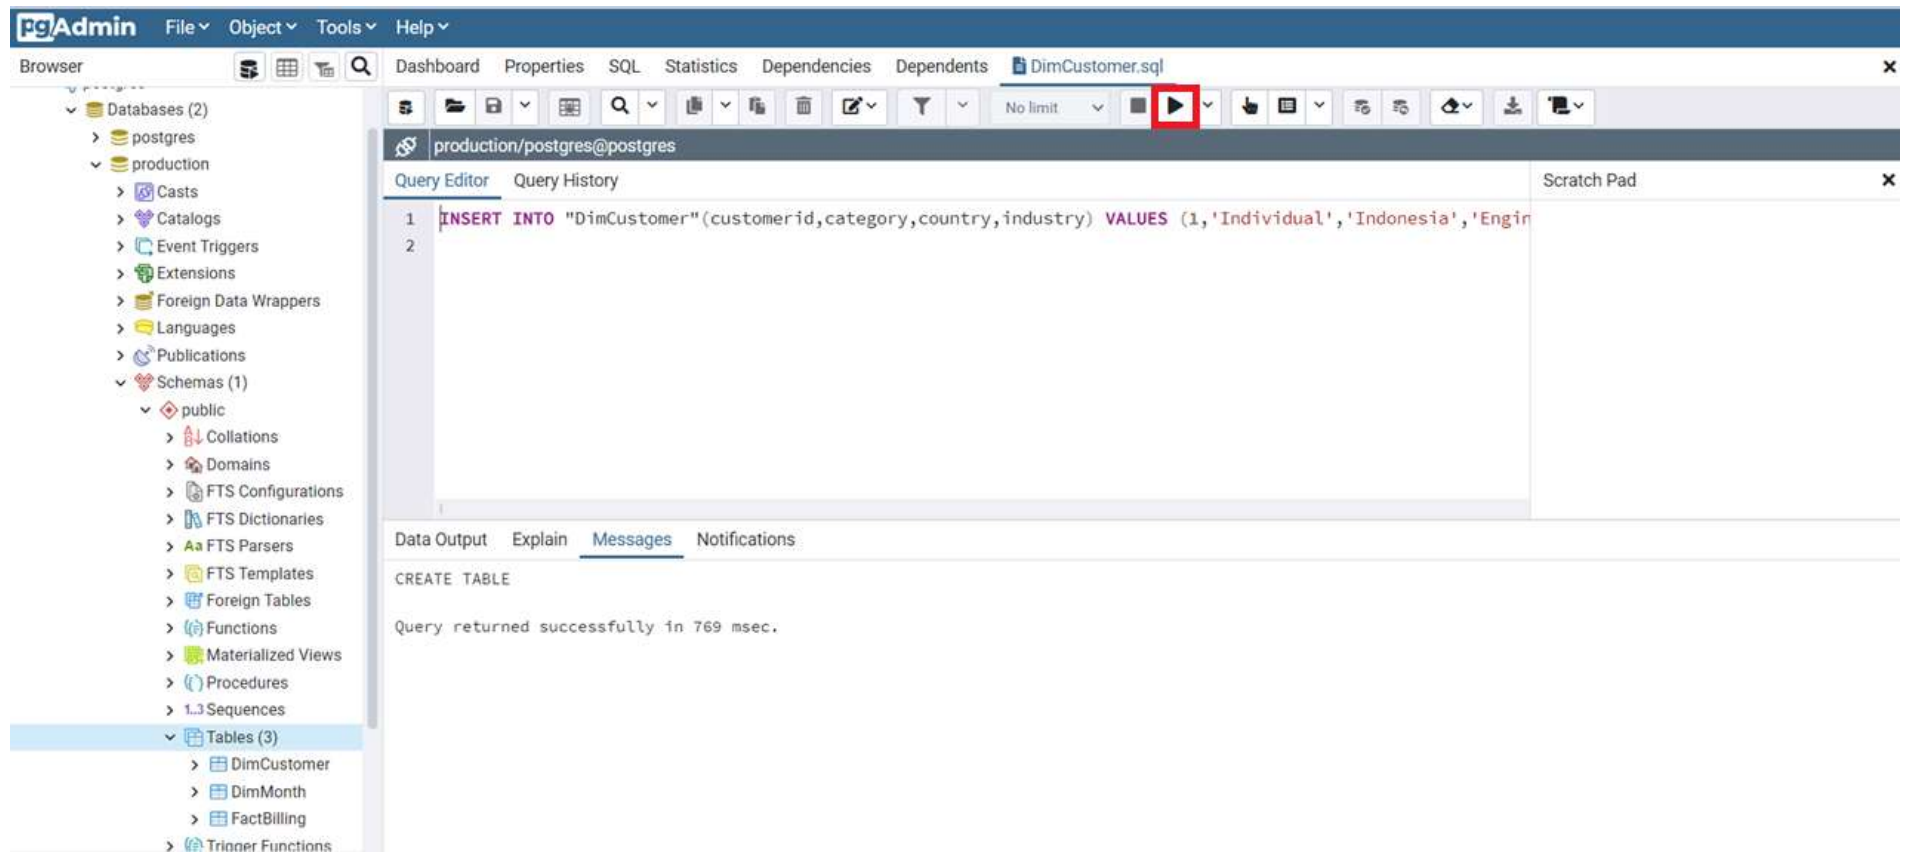 pgAdmin File Object Tools Help
Browser
Dashboard Properties SQL Statistics Dependencies Dependents DimCustomer.sql
Databases (2)
postgres
production
Casts
Catalogs
Event Triggers
Extensions
Foreign Data Wrappers
Languages
Publications
Schemas (1)
public
Collations
Domains
FTS Configurations
FTS Dictionaries
Aa FTS Parsers
FTS Templates
Foreign Tables
Functions
Materialized Views
Procedures
1..3 Sequences
Tables (3)
DimCustomer
DimMonth
FactBilling
Trigger Functions
No limit
production/postgres@postgres
Query Editor Query History
Scratch Pad
1 INSERT INTO "DimCustomer"(customerid,category,country,industry) VALUES (1,'Individual','Indonesia','Engin
2
Data Output Explain Messages Notifications
CREATE TABLE
Query returned successfully in 769 msec.